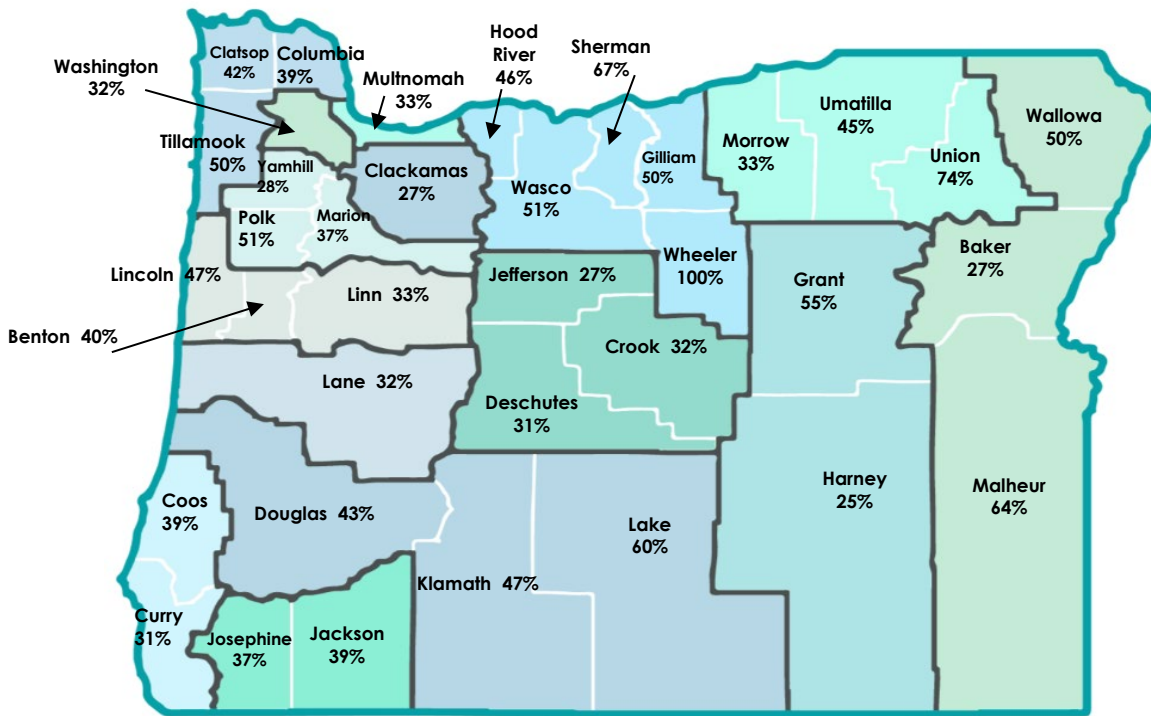 Clatsop
42%
Columbia
39%
Washington
32%
Multnomah
33%
Hood
River
46%
Sherman
67%
Tillamook
50%
Yamhill
28%
Clackamas
27%
Wasco
51%
Gilliam
50%
Morrow
33%
Umatilla
45%
Union
74%
Wallowa
50%
Polk
51%
Marion
37%
Lincoln 47%
Linn 33%
Benton 40%
Jefferson 27%
Wheeler
100%
Grant
55%
Baker
27%
Lane 32%
Crook 32%
Deschutes
31%
Coos
39%
Douglas 43%
Klamath 47%
Lake
60%
Harney
25%
Malheur
64%
Curry
31%
Josephine
37%
Jackson
39%